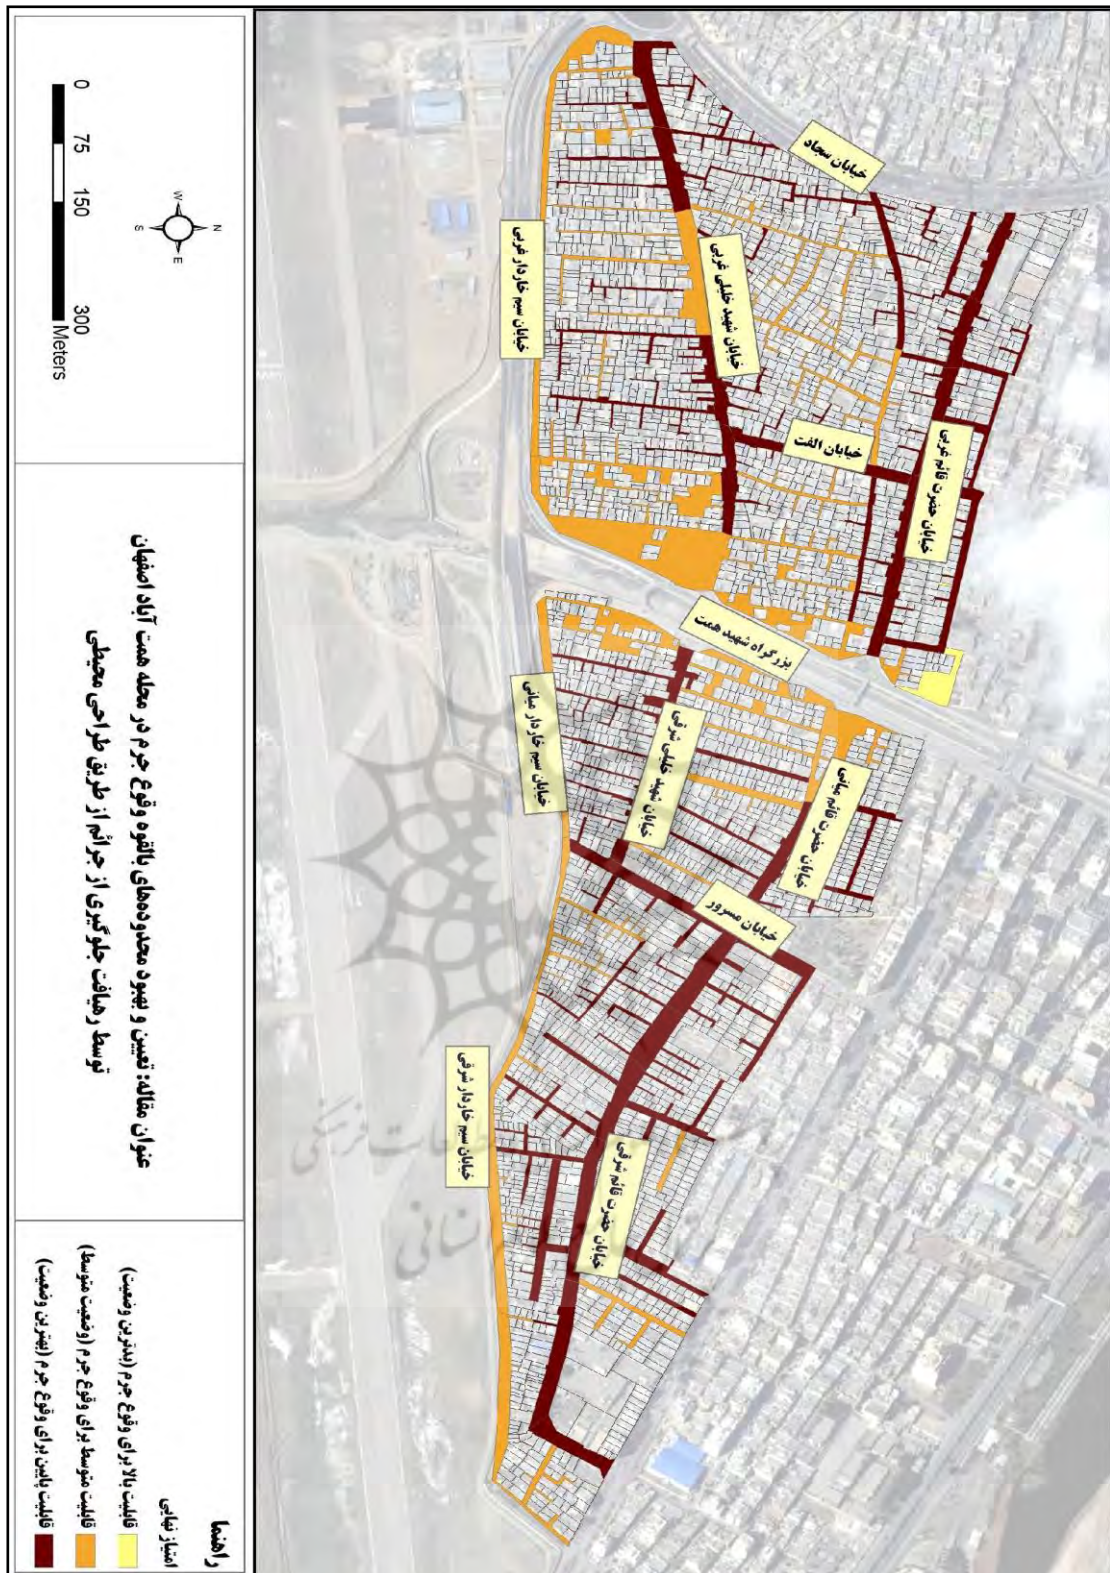 خیابان سجاد
خیابان سیم خاردار غربی
خیابان شهید خلیلی غربی
خیابان الفت
خیابان حضرت قائم غربی
بزرگراه شهید همت
خیابان سیم خاردار میانی
خیابان شهید خلیلی شرقی
خیابان حضرت قائم میانی
خیابان مسرور
خیابان سیم خاردار شرقی
خیابان حضرت قائم شرقی
N
W
E
S
0 75 150 300
Meters
عنوان مقاله: تعیین و بهبود محدوده‌های بالقوه وقوع جرم در محله همت آباد اصفهان
توسط رهیافت جلوگیری از جرائم از طریق طراحی محیطی
راهنما
امتیاز نهایی
قابلیت بالا برای وقوع جرم (بدترین وضعیت)
قابلیت متوسط برای وقوع جرم (وضعیت متوسط)
قابلیت پایین برای وقوع جرم (بهترین وضعیت)